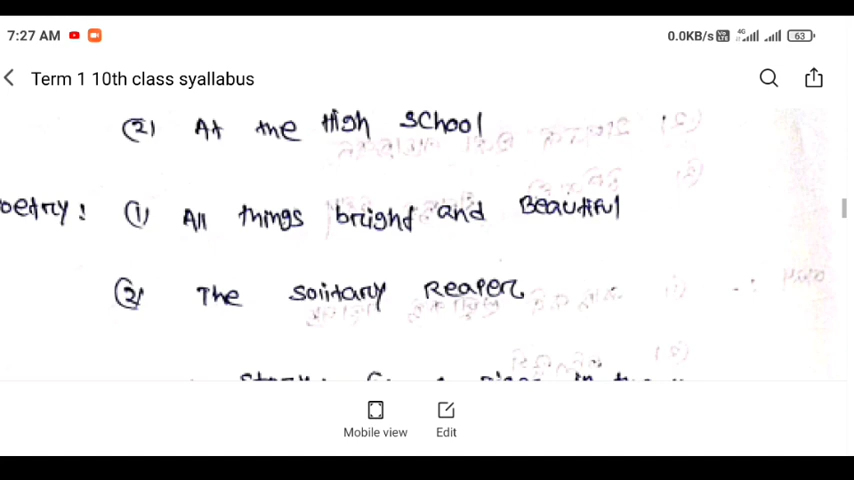 7:27 AM 0.0KB/s 4G 63
Term 1 10th class syallabus
(2) At the High School
oetry: (1) All things bright and Beautiful
(2) The Solitary Reaper
Mobile view Edit